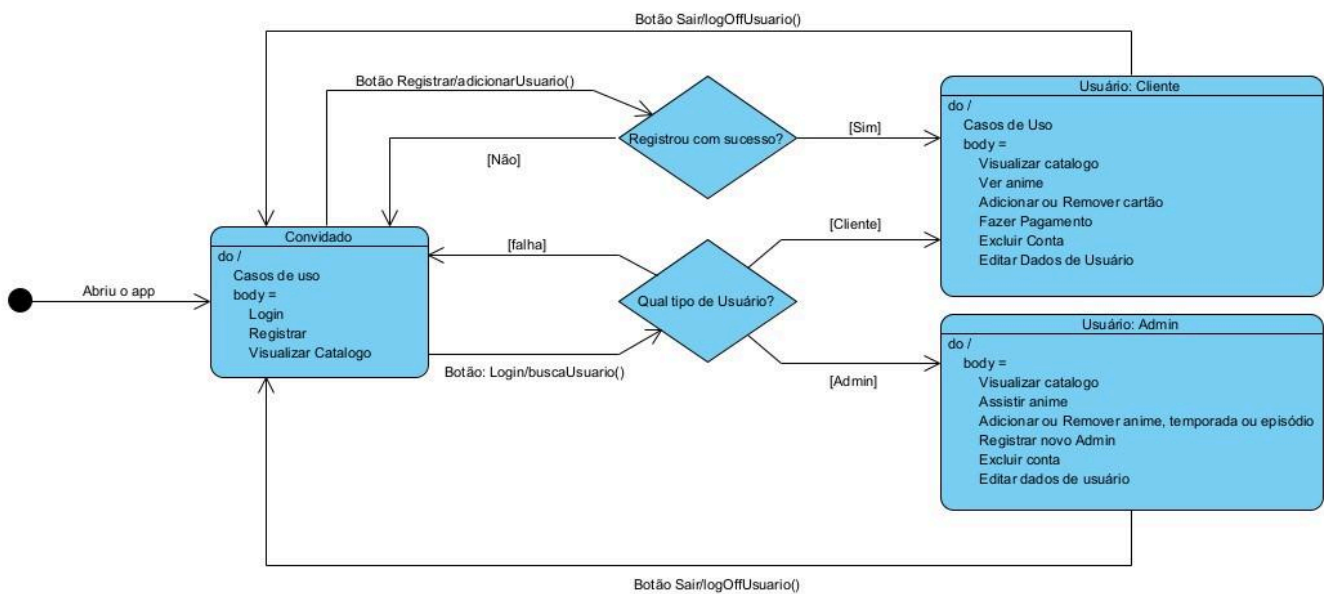 Botão Sair/logOffUsuario()
Botão Registrar/adicionarUsuario()
Registrou com sucesso?
[Sim]
[Não]
Usuário: Cliente
do /
Casos de Uso
body =
Visualizar catalogo
Ver anime
Adicionar ou Remover cartão
Fazer Pagamento
Excluir Conta
Editar Dados de Usuário
Abriu o app
Convidado
do /
Casos de uso
body =
Login
Registrar
Visualizar Catalogo
[falha]
Qual tipo de Usuário?
[Cliente]
Botão: Login/buscaUsuario()
[Admin]
Usuário: Admin
do /
body =
Visualizar catalogo
Assistir anime
Adicionar ou Remover anime, temporada ou episódio
Registrar novo Admin
Excluir conta
Editar dados de usuário
Botão Sair/logOffUsuario()